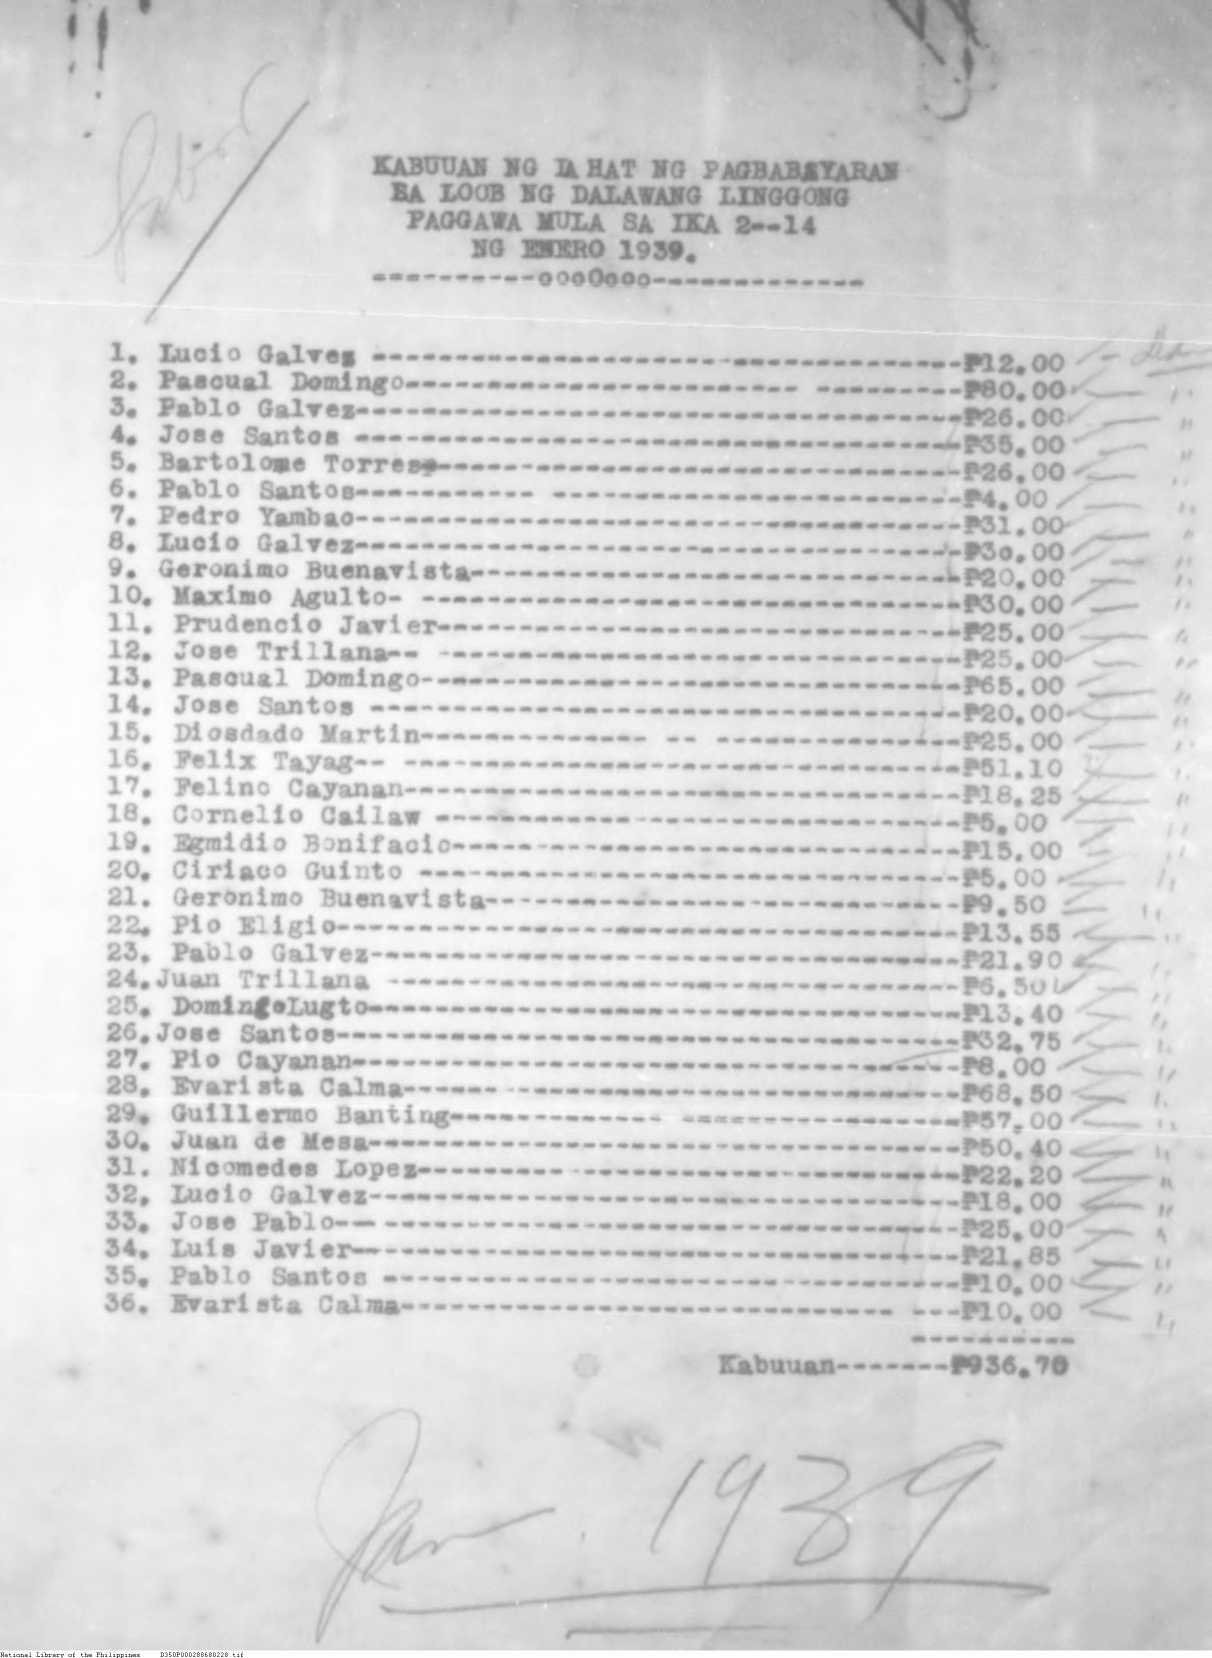 KABUUAN NG LAHAT NG PAGBABAYARAN
SA LOOB NG DALAWANG LINGGONG
PAGGAWA MULA SA IKA 2--14
NG ENERO 1939.
----------oooOooo-------------
1. Lucio Galvez ------------------------------------₱12.00
2. Pascual Domingo------------------------ ---------₱80.00
3. Pablo Galvez-------------------------------------₱26.00
4. Jose Santos -------------------------------------₱35.00
5. Bartolome Torres---------------------------------₱26.00
6. Pablo Santos----------- -------------------------₱4.00
7. Pedro Yambao-------------------------------------₱31.00
8. Lucio Galvez-------------------------------------₱30.00
9. Geronimo Buenavista------------------------------₱20.00
10. Maximo Agulto- ---------------------------------₱30.00
11. Prudencio Javier--------------------------------₱25.00
12. Jose Trillana-- --------------------------------₱25.00
13. Pascual Domingo---------------------------------₱65.00
14. Jose Santos ------------------------------------₱20.00
15. Diosdado Martin-------------- -- ---------------₱25.00
16. Felix Tayag-- ----------------------------------₱51.10
17. Felino Cayanan----------------------------------₱18.25
18. Cornelio Cailaw --------------------------------₱5.00
19. Egmidio Bonifacio-------------------------------₱15.00
20. Ciriaco Guinto ---------------------------------₱5.00
21. Geronimo Buenavista-----------------------------₱9.50
22. Pio Eligio--------------------------------------₱13.55
23. Pablo Galvez------------------------------------₱21.90
24.Juan Trillana -----------------------------------₱6.50
25. DomingoLugto------------------------------------₱13.40
26.Jose Santos--------------------------------------₱32.75
27. Pio Cayanan-------------------------------------₱8.00
28. Evarista Calma----------------------------------₱68.50
29. Guillermo Banting------------- -----------------₱57.00
30. Juan de Mesa------------------------------------₱50.40
31. Nicomedes Lopez---------------------------------₱22.20
32. Lucio Galvez------------------------------------₱18.00
33. Jose Pablo--- ----------------------------------₱25.00
34. Luis Javier-------------------------------------₱21.85
35. Pablo Santos -----------------------------------₱10.00
36. Evarista Calma------------------------------ ---₱10.00
----------
Kabuuan-------₱936.70
Jan. 1939
National Library of the Philippines D350P000288680228.tif